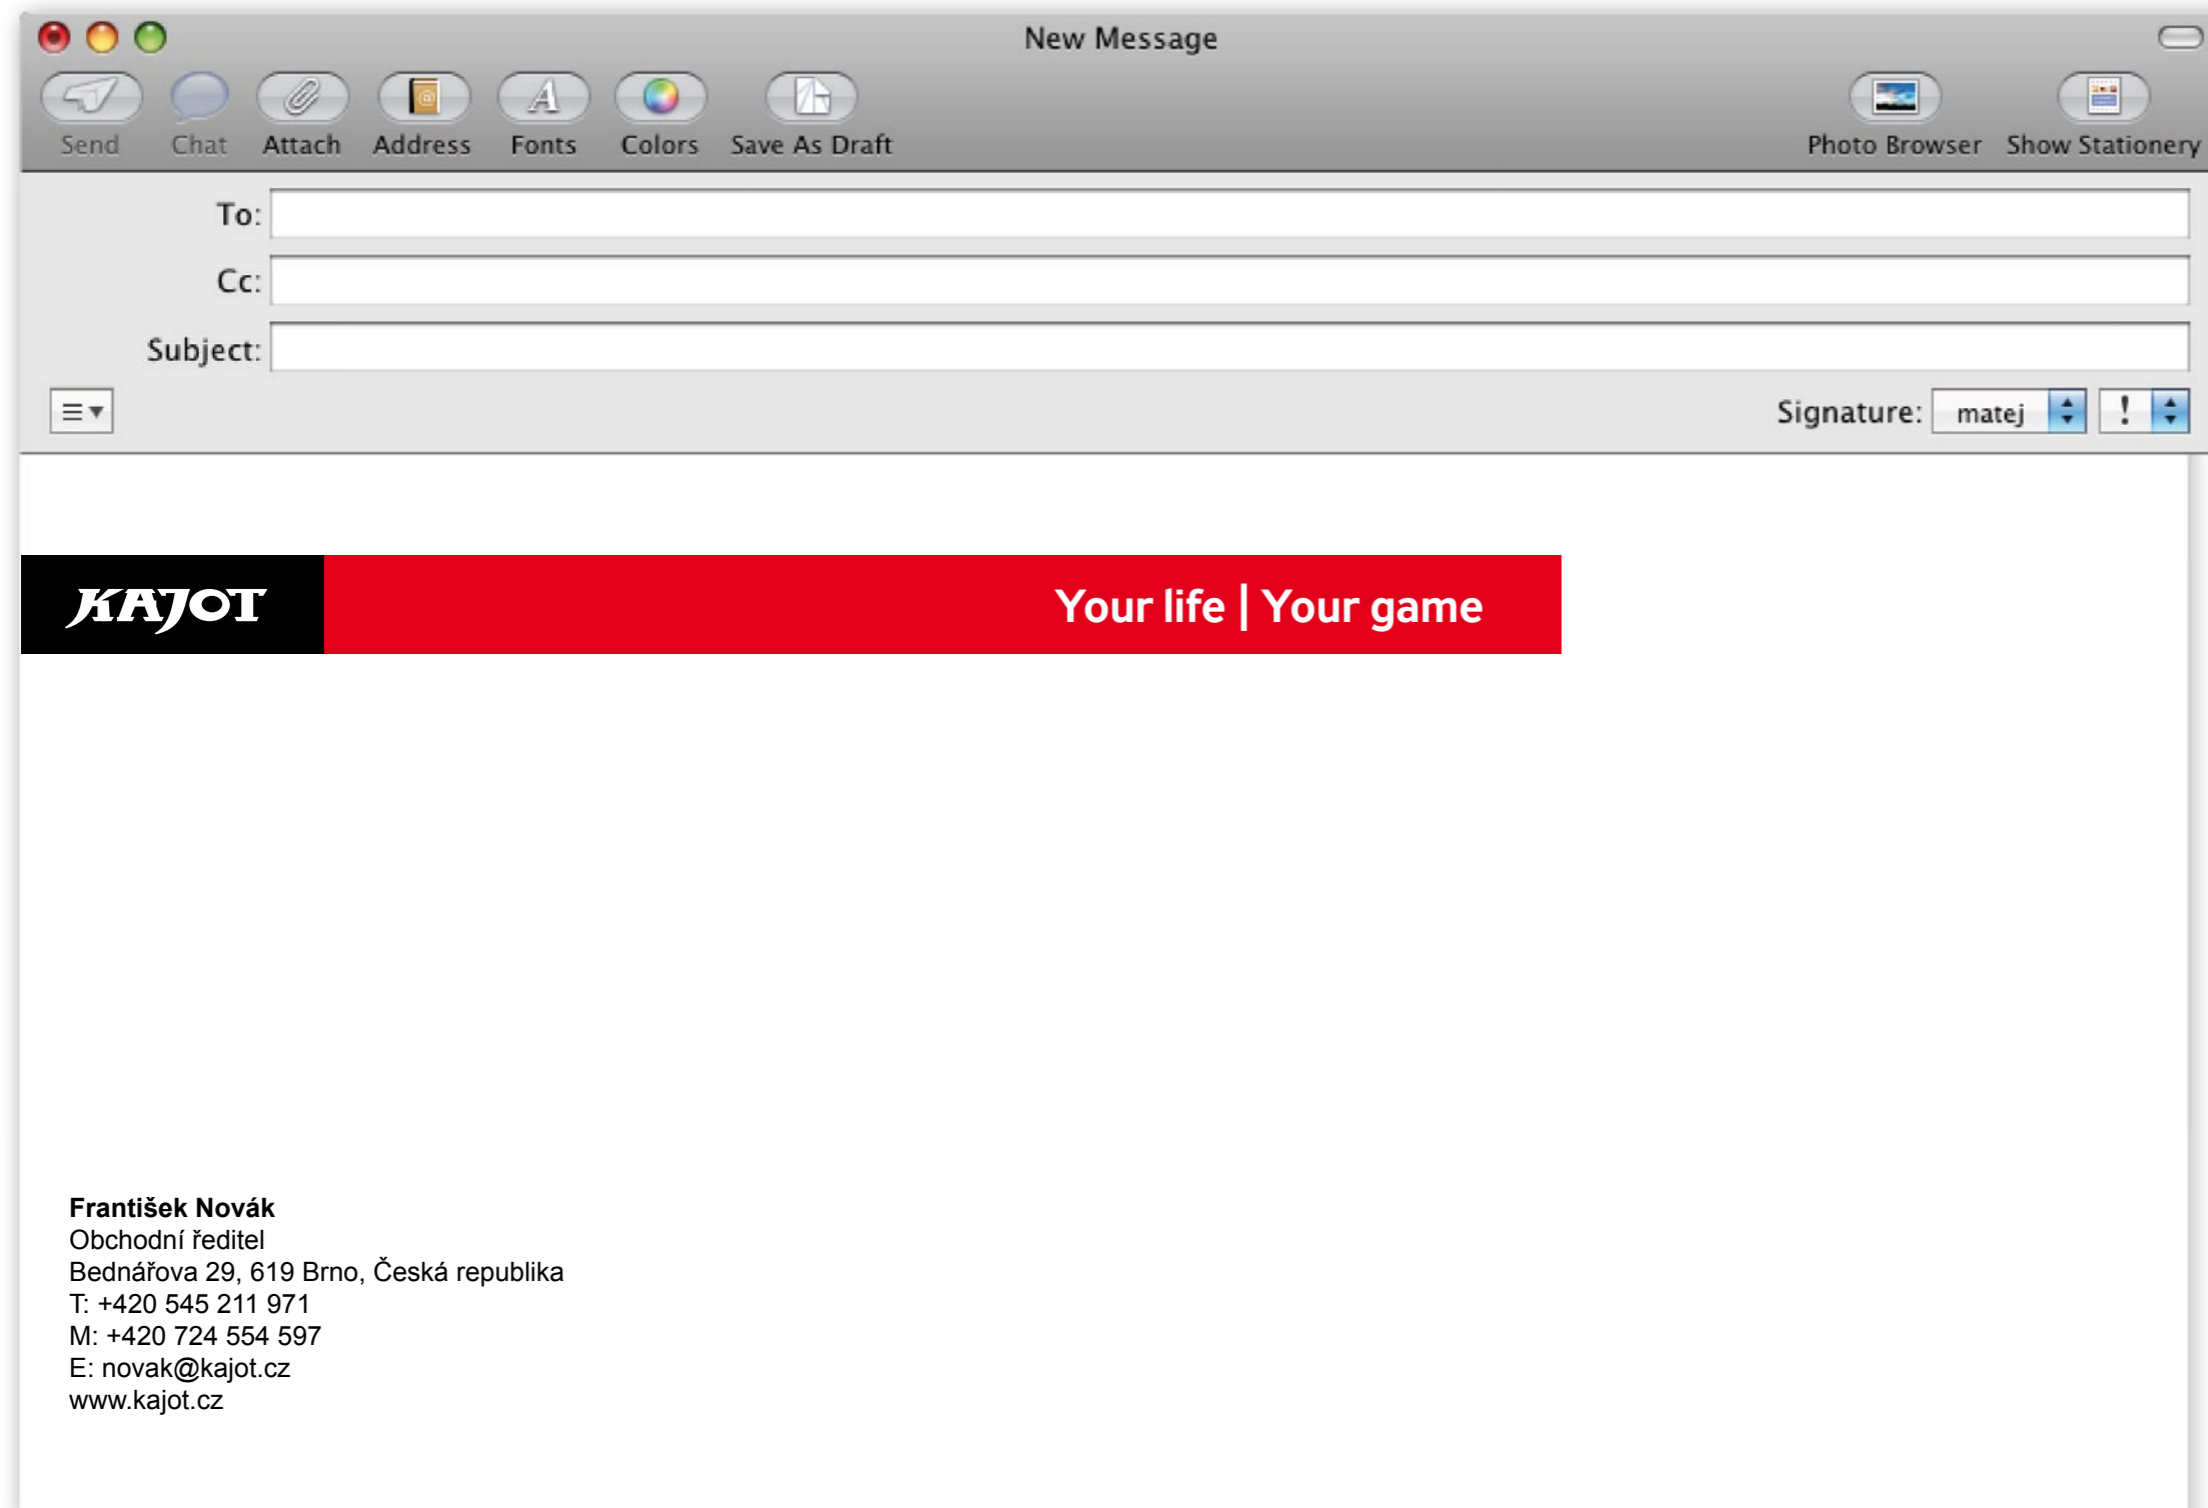 New Message
Send Chat Attach Address Fonts Colors Save As Draft Photo Browser Show Stationery
To:
Cc:
Subject:
Signature: matej !
KAJOT Your life | Your game
František Novák
Obchodní ředitel
Bednářova 29, 619 Brno, Česká republika
T: +420 545 211 971
M: +420 724 554 597
E: novak@kajot.cz
www.kajot.cz